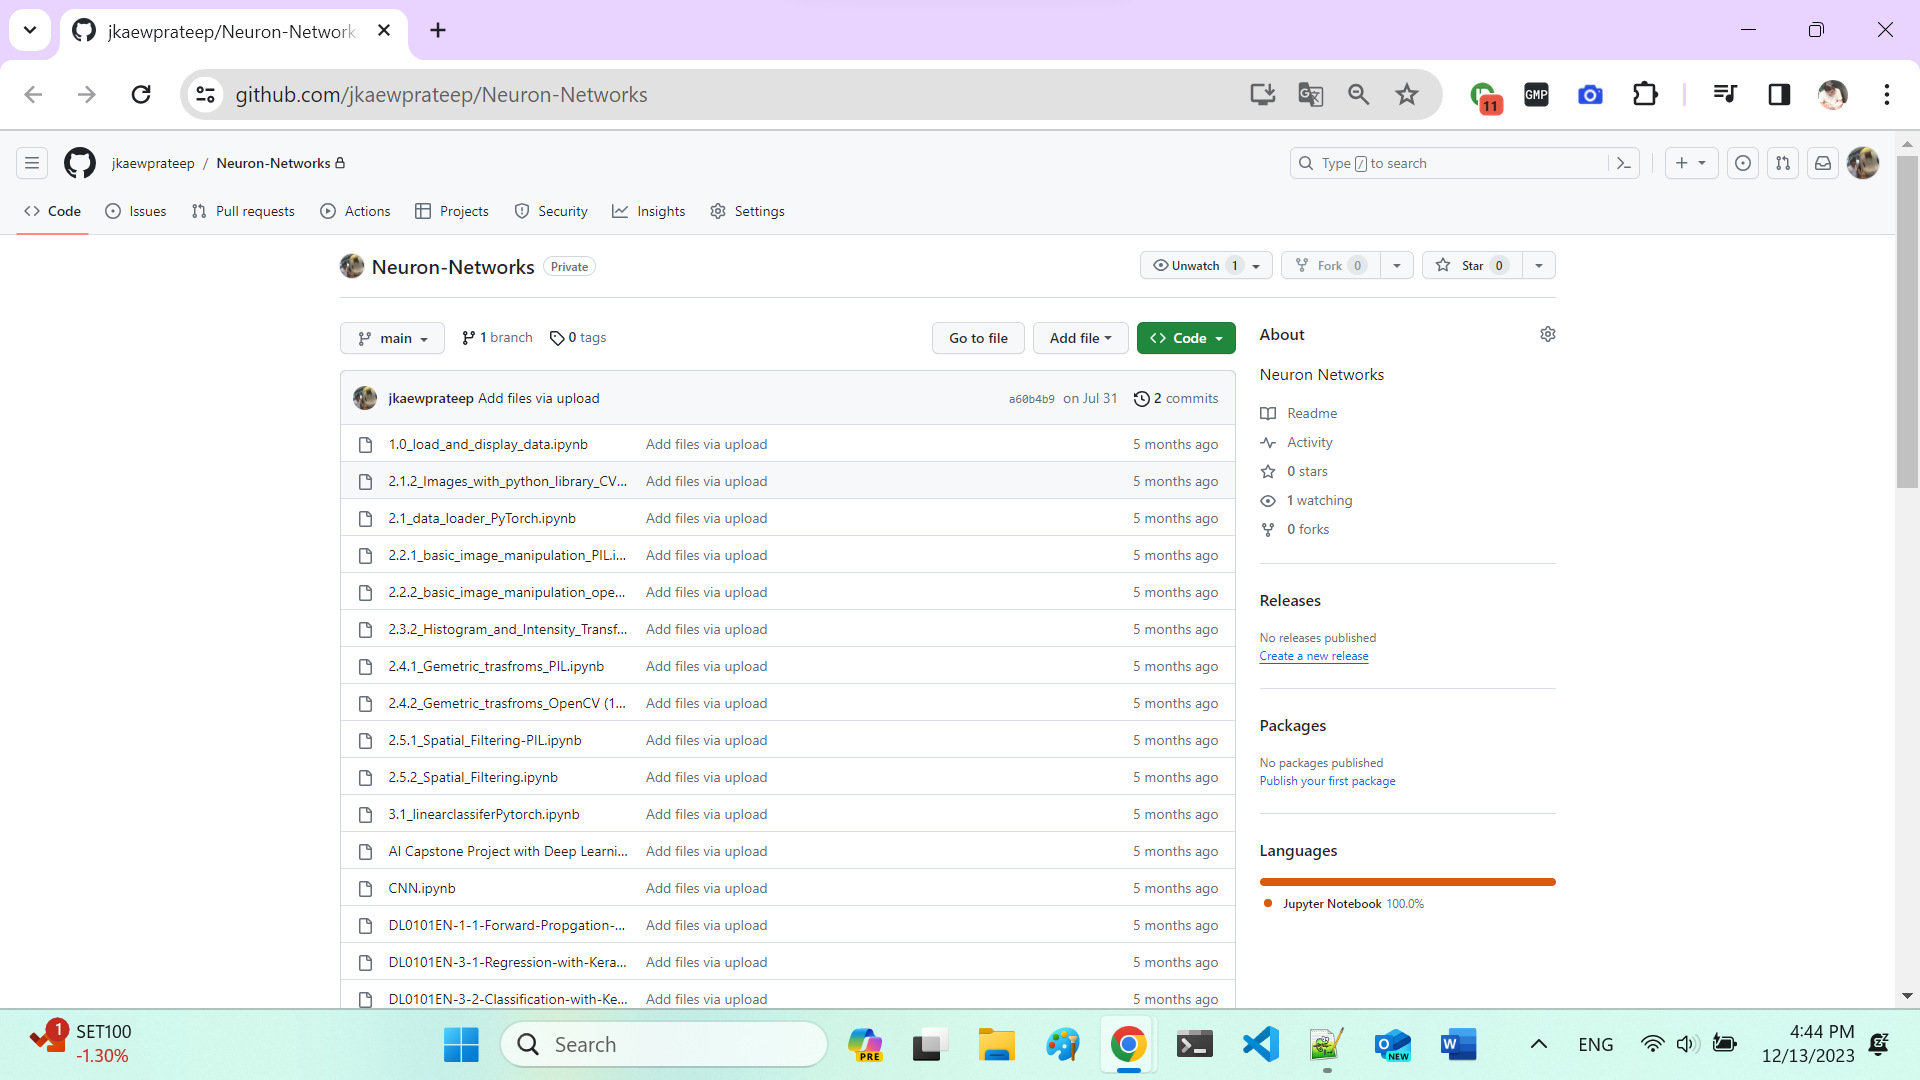 jkaewprateep/Neuron-Network
github.com/jkaewprateep/Neuron-Networks
11
GMP
jkaewprateep / Neuron-Networks
Type / to search
Code
Issues
Pull requests
Actions
Projects
Security
Insights
Settings
Neuron-Networks
Private
Unwatch 1
Fork 0
Star 0
main
1 branch
0 tags
Go to file
Add file
Code
jkaewprateep Add files via upload
a60b4b9 on Jul 31
2 commits
1.0_load_and_display_data.ipynb Add files via upload 5 months ago
2.1.2_Images_with_python_library_CV... Add files via upload 5 months ago
2.1_data_loader_PyTorch.ipynb Add files via upload 5 months ago
2.2.1_basic_image_manipulation_PIL.i... Add files via upload 5 months ago
2.2.2_basic_image_manipulation_ope... Add files via upload 5 months ago
2.3.2_Histogram_and_Intensity_Transf... Add files via upload 5 months ago
2.4.1_Gemetric_trasfroms_PIL.ipynb Add files via upload 5 months ago
2.4.2_Gemetric_trasfroms_OpenCV (1... Add files via upload 5 months ago
2.5.1_Spatial_Filtering-PIL.ipynb Add files via upload 5 months ago
2.5.2_Spatial_Filtering.ipynb Add files via upload 5 months ago
3.1_linearclassiferPytorch.ipynb Add files via upload 5 months ago
AI Capstone Project with Deep Learni... Add files via upload 5 months ago
CNN.ipynb Add files via upload 5 months ago
DL0101EN-1-1-Forward-Propgation-... Add files via upload 5 months ago
DL0101EN-3-1-Regression-with-Kera... Add files via upload 5 months ago
DL0101EN-3-2-Classification-with-Ke... Add files via upload 5 months ago
About
Neuron Networks
Readme
Activity
0 stars
1 watching
0 forks
Releases
No releases published
Create a new release
Packages
No packages published
Publish your first package
Languages
Jupyter Notebook 100.0%
1
SET100
-1.30%
Search
PRE
NEW
ENG
4:44 PM
12/13/2023